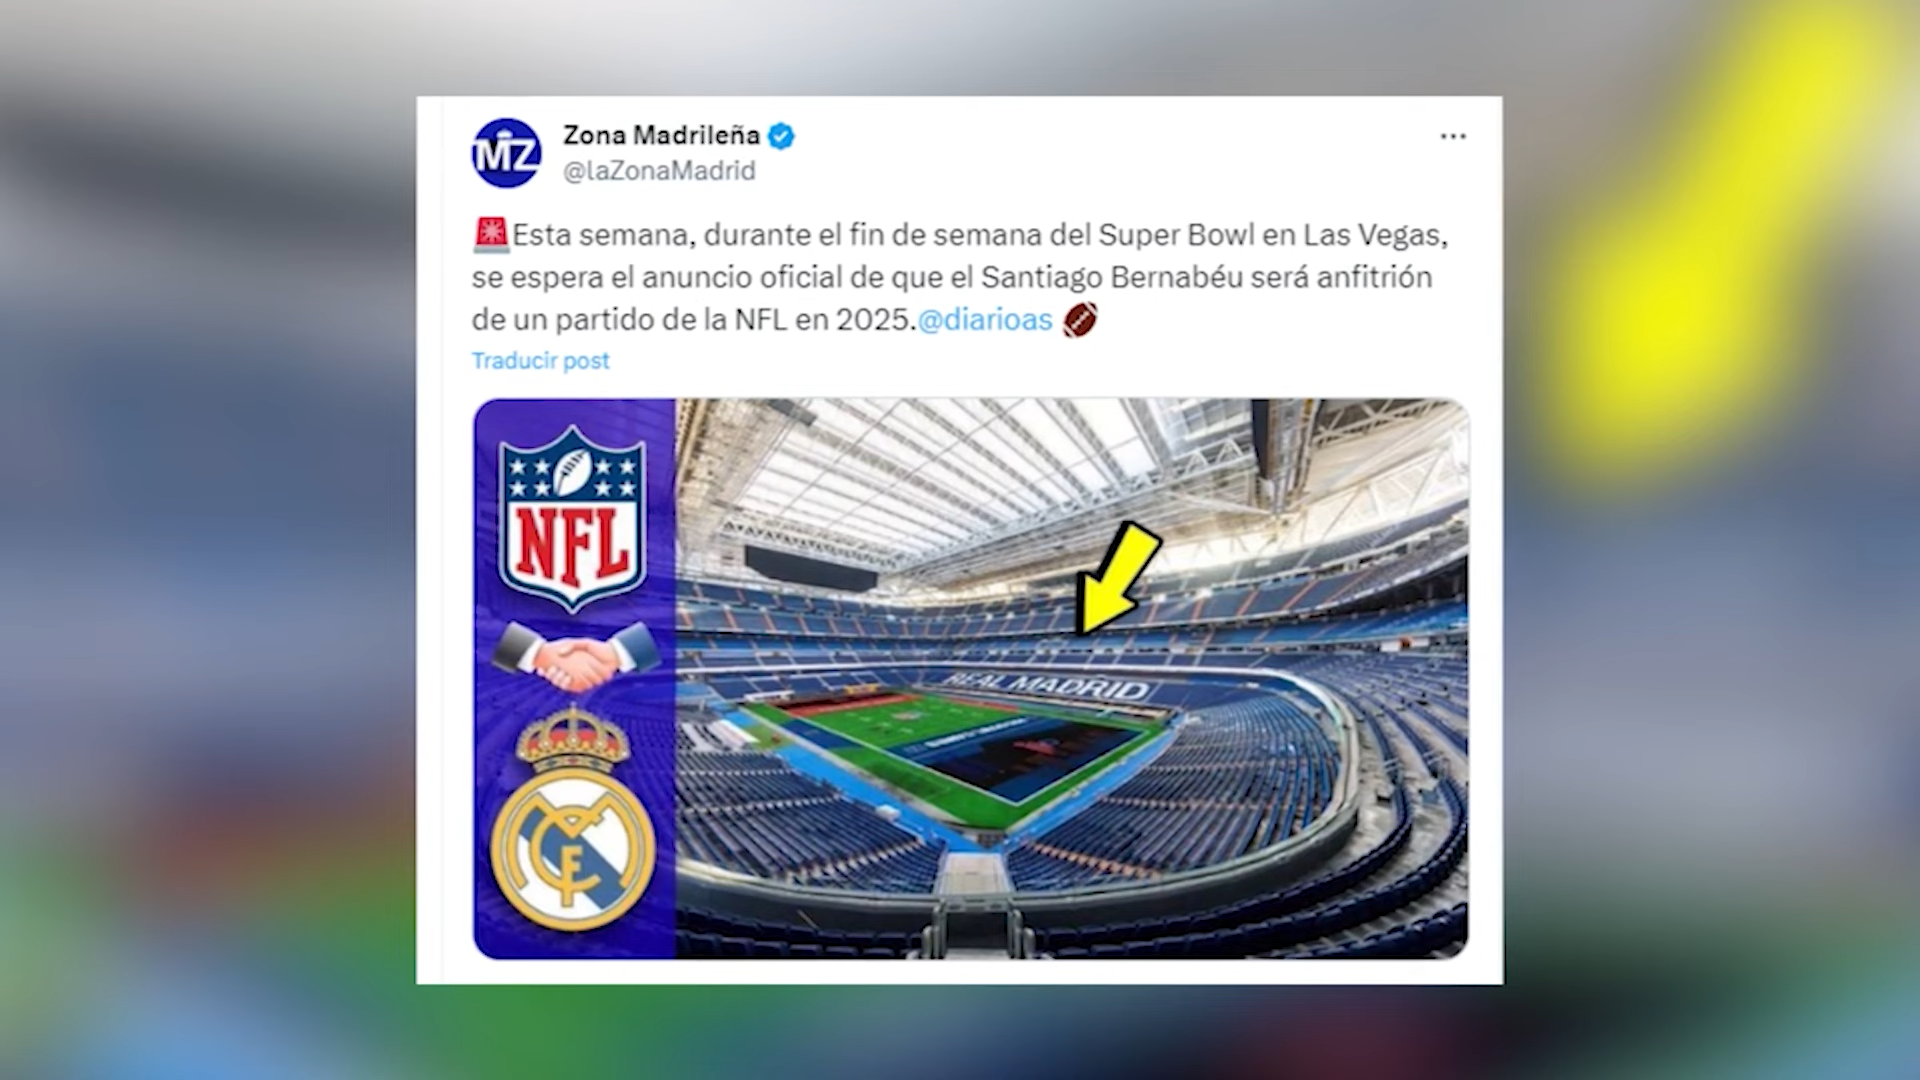 MZ
Zona Madrileña
@laZonaMadrid
Esta semana, durante el fin de semana del Super Bowl en Las Vegas,
se espera el anuncio oficial de que el Santiago Bernabéu será anfitrión
de un partido de la NFL en 2025.@diarioas
Traducir post
NFL
REAL MADRID